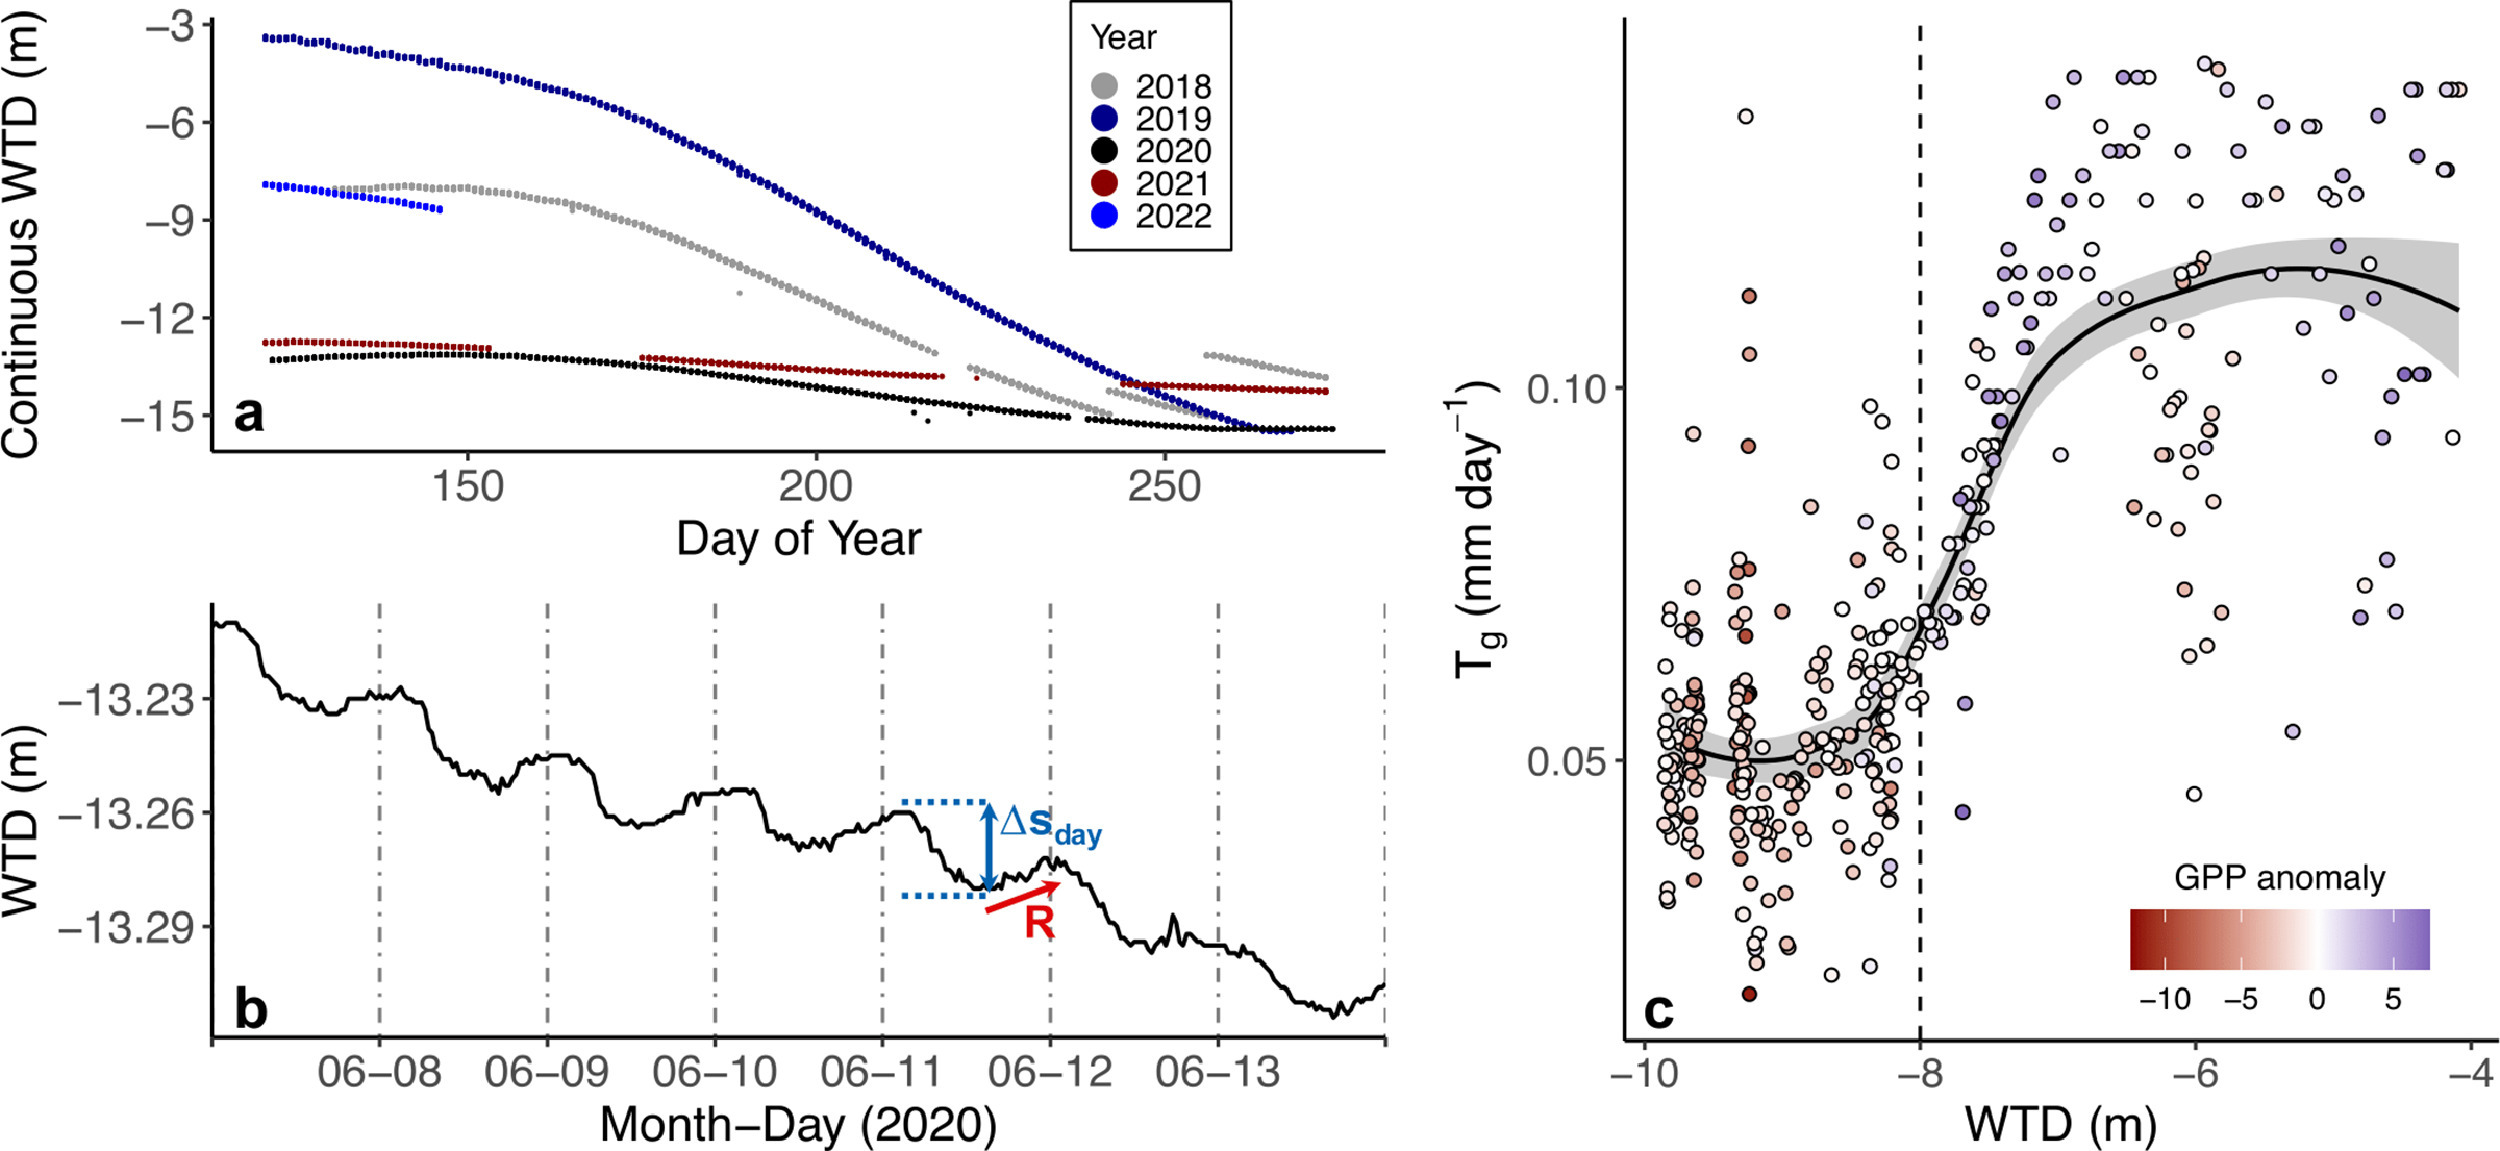 Continuous WTD (m)
−3
−6
−9
−12
−15
a
150
200
250
Day of Year
Year
2018
2019
2020
2021
2022
WTD (m)
−13.23
−13.26
−13.29
b
Δsday
R
06−08
06−09
06−10
06−11
06−12
06−13
Month−Day (2020)
Tg (mm day−1)
0.10
0.05
c
GPP anomaly
−10
−5
0
5
−10
−8
−6
−4
WTD (m)